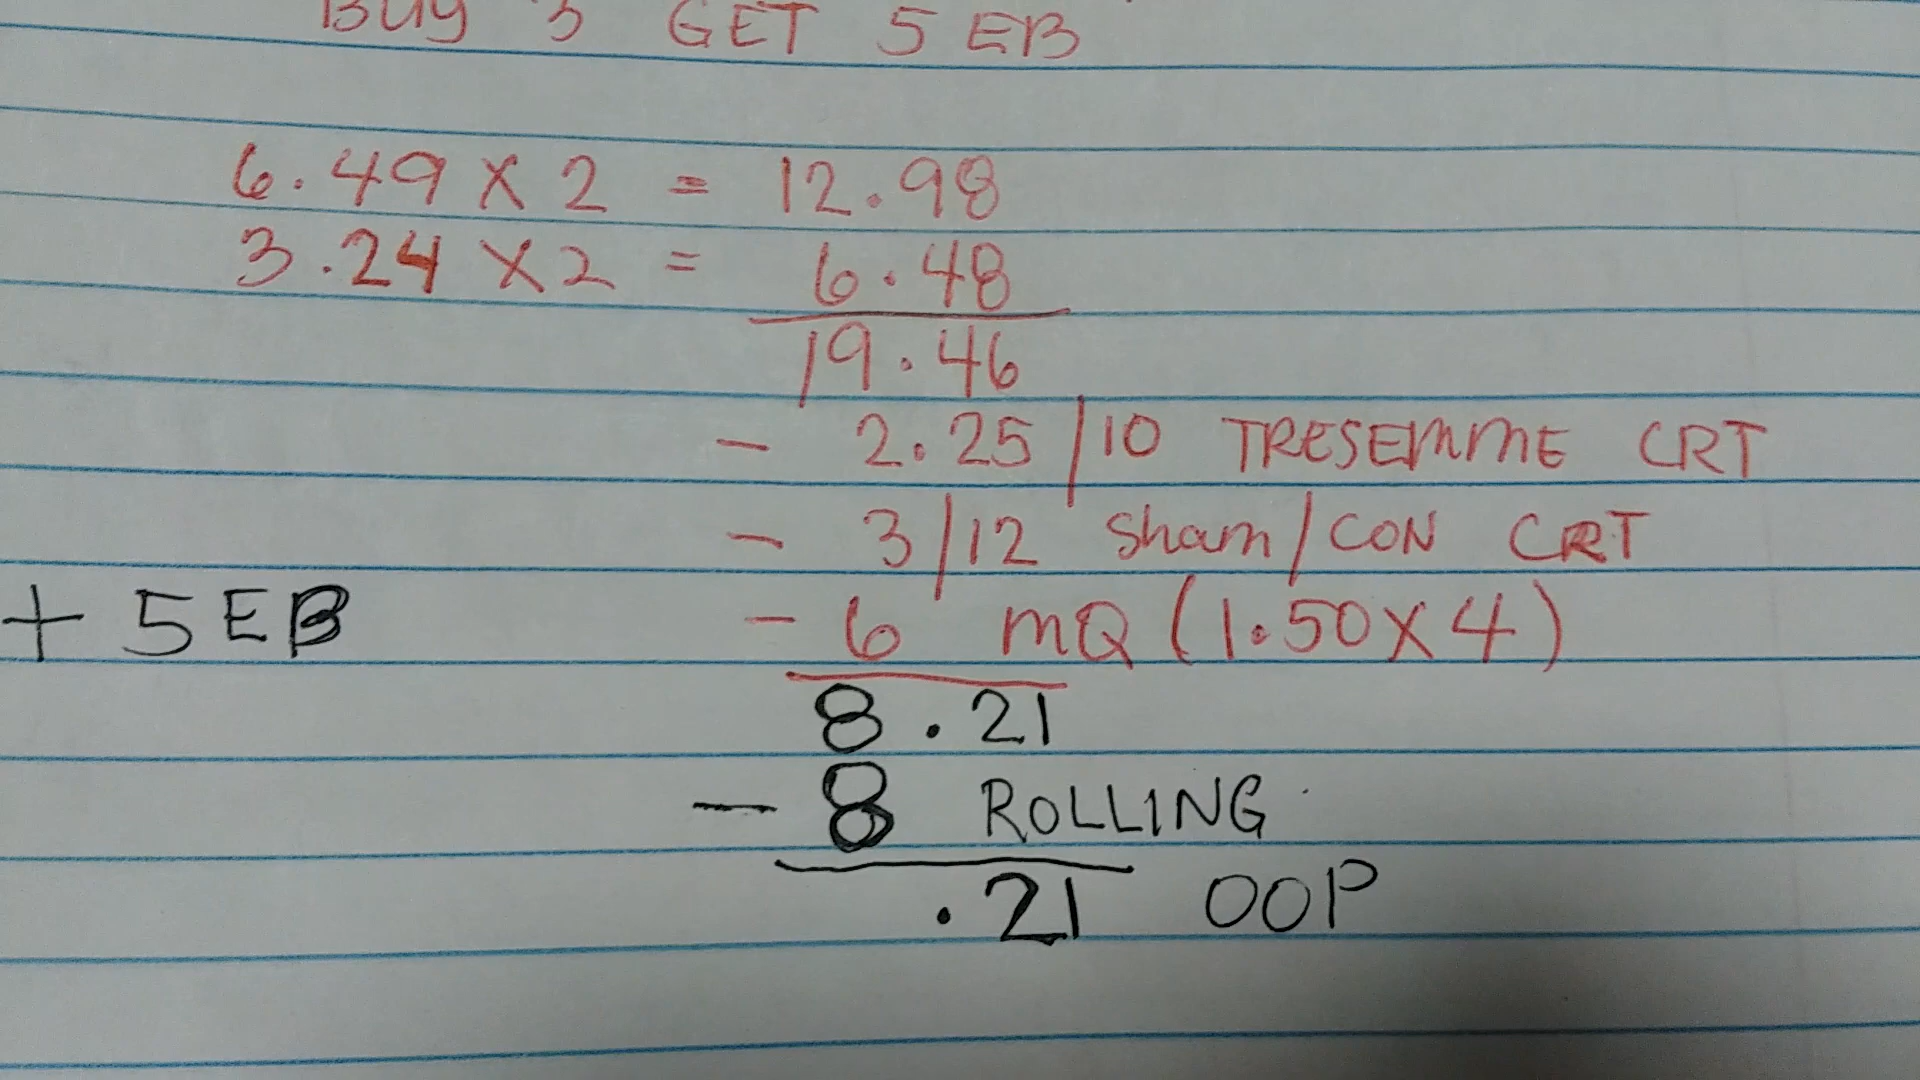 BUY 3 GET 5 EB
6.49 X 2 = 12.98
3.24 X 2 = 6.48
19.46
- 2.25/10 TRESEMME CRT
- 3/12 Sham/CON CRT
+ 5 EB - 6 MQ (1.50X4)
8.21
- 8 ROLLING
.21 OOP